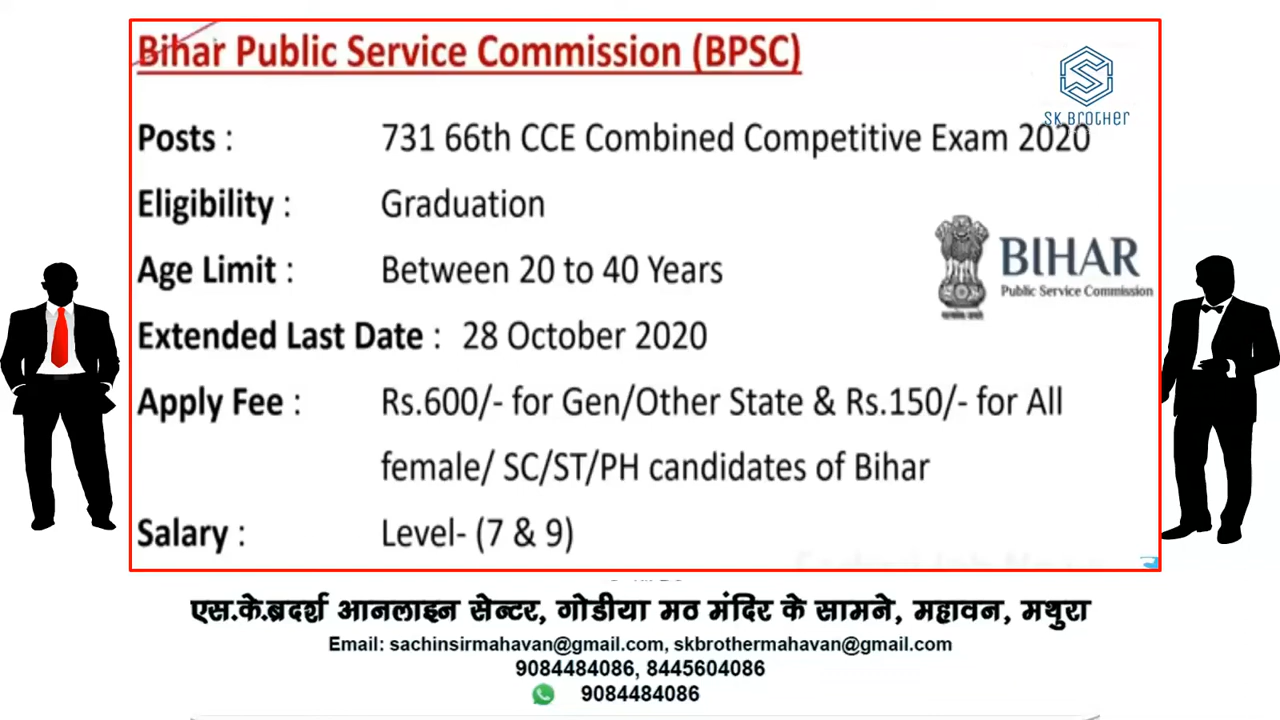 Bihar Public Service Commission (BPSC)
SK Brother
Posts : 731 66th CCE Combined Competitive Exam 2020
Eligibility : Graduation
Age Limit : Between 20 to 40 Years
BIHAR
Public Service Commission
Extended Last Date : 28 October 2020
Apply Fee : Rs.600/- for Gen/Other State & Rs.150/- for All
female/ SC/ST/PH candidates of Bihar
Salary : Level- (7 & 9)
एस.के.ब्रदर्श आनलाइन सेन्टर, गोडीया मठ मंदिर के सामने, महावन, मथुरा
Email: sachinsirmahavan@gmail.com, skbrothermahavan@gmail.com
9084484086, 8445604086
9084484086